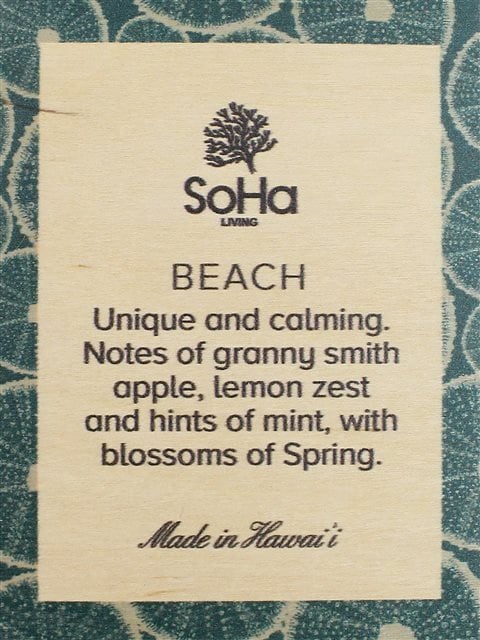 SoHa
LIVING
BEACH
Unique and calming.
Notes of granny smith
apple, lemon zest
and hints of mint, with
blossoms of Spring.
Made in Hawai'i